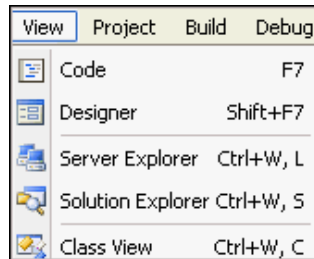 View Project Build Debug
Code F7
Designer Shift+F7
Server Explorer Ctrl+W, L
Solution Explorer Ctrl+W, S
Class View Ctrl+W, C